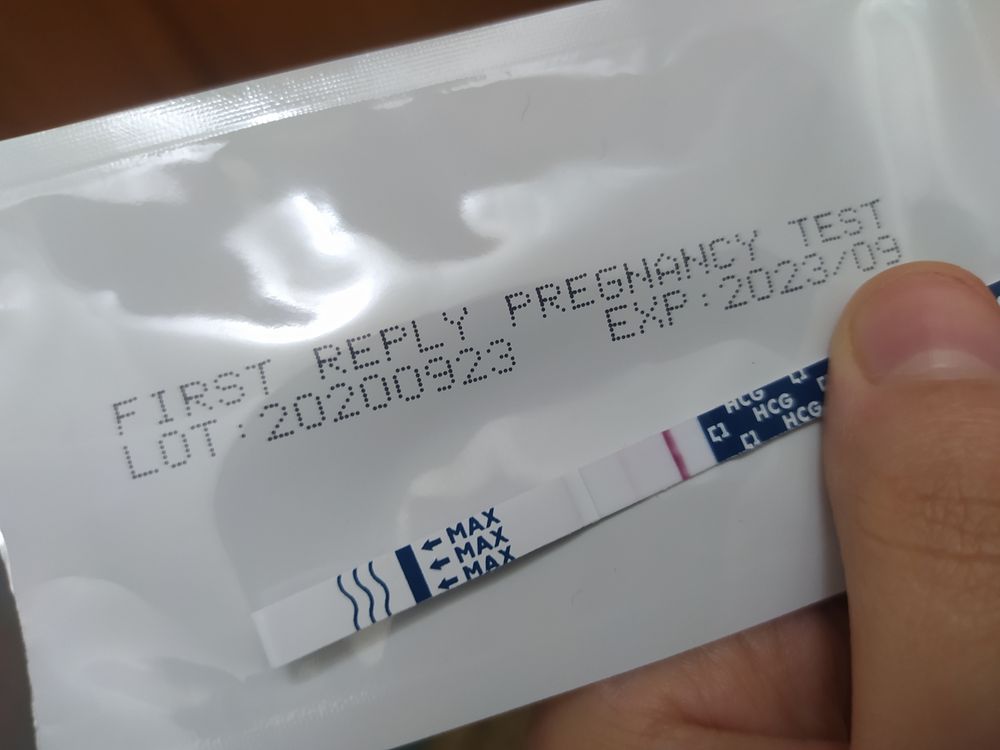 FIRST REPLY PREGNANCY TEST
LOT:20200923 EXP:2023/09
HCG
HCG
HCG
MAX
MAX
MAX